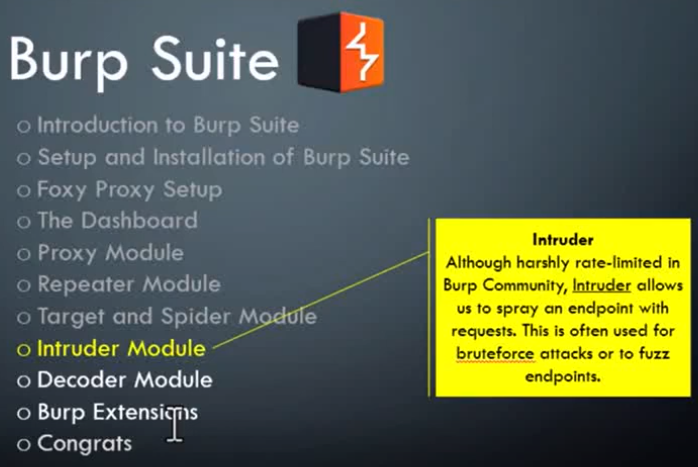 Burp Suite
Introduction to Burp Suite
Setup and Installation of Burp Suite
Foxy Proxy Setup
The Dashboard
Proxy Module
Repeater Module
Target and Spider Module
Intruder Module
Decoder Module
Burp Extensions
Congrats
Intruder
Although harshly rate-limited in
Burp Community, Intruder allows
us to spray an endpoint with
requests. This is often used for
bruteforce attacks or to fuzz
endpoints.